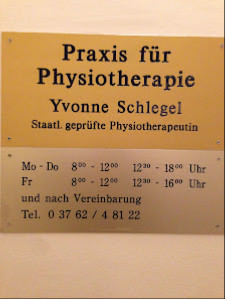 Praxis für
Physiotherapie
Yvonne Schlegel
Staatl. geprüfte Physiotherapeutin
Mo - Do 8⁰⁰ - 12⁰⁰ 12³⁰ - 18⁰⁰ Uhr
Fr 8⁰⁰ - 12⁰⁰ 12³⁰ - 16⁰⁰ Uhr
und nach Vereinbarung
Tel. 0 37 62 / 4 81 22